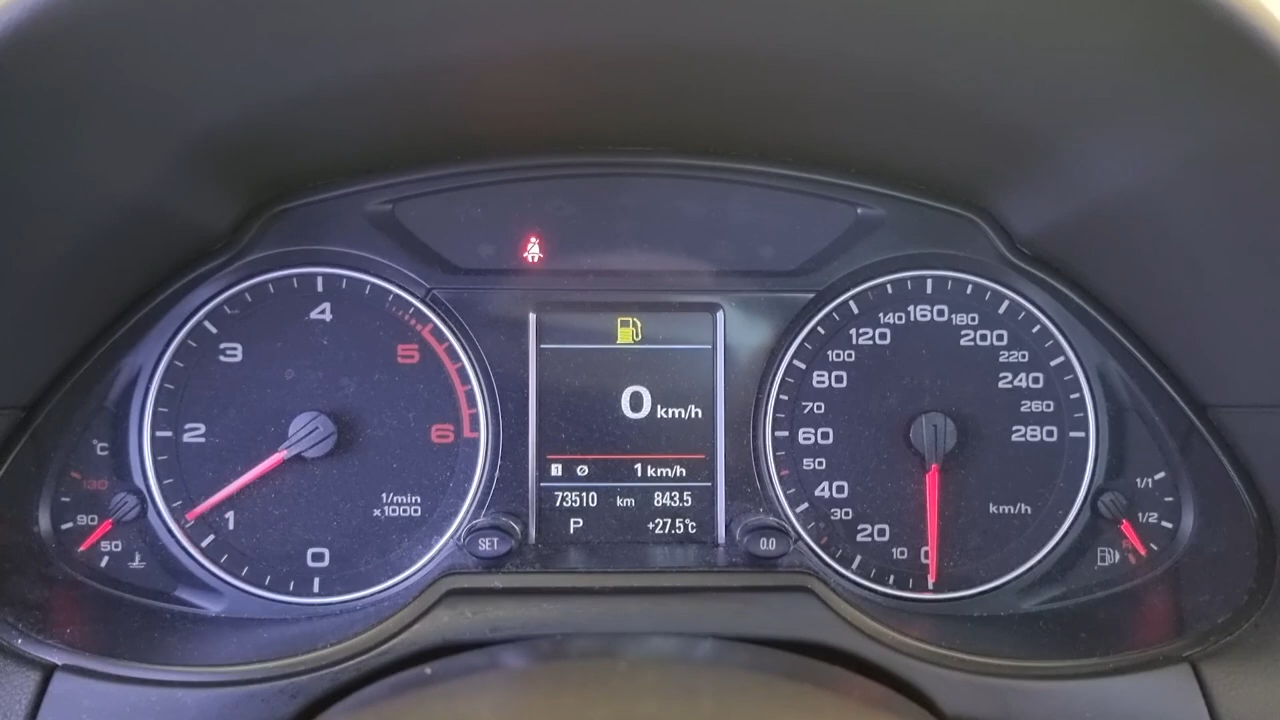 4
3
5
2
6
1
0
1/min
x1000
°C
130
90
50
SET
0 km/h
1 Ø 1 km/h
73510 km 843.5
P +27.5°C
0.0
140 160 180
120 200
100 220
80 240
70 260
60 280
50
40
30
20
10 0
km/h
1/1
1/2